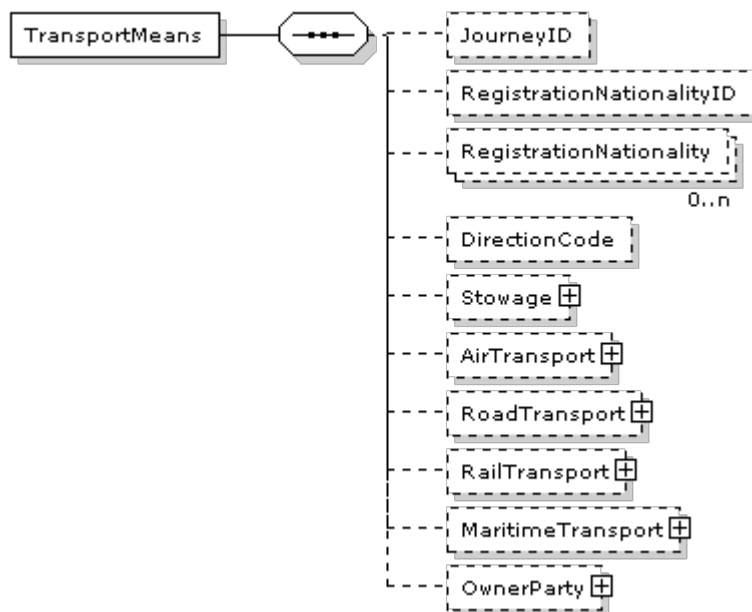 TransportMeans
JourneyID
RegistrationNationalityID
RegistrationNationality
0..n
DirectionCode
Stowage
AirTransport
RoadTransport
RailTransport
MaritimeTransport
OwnerParty